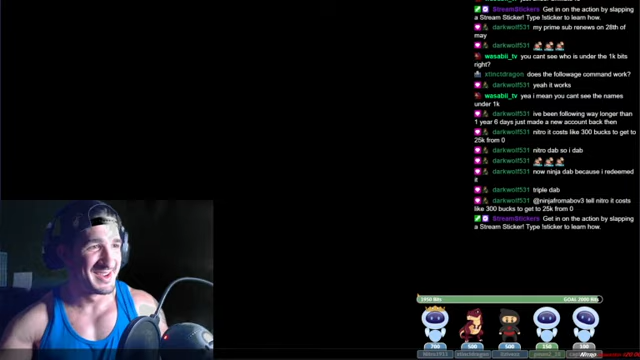 StreamStickers Get in on the action by slapping
a Stream Sticker! Type !sticker to learn how.
darkwolf531 my prime sub renews on 28th of
may
darkwolf531
wasabii_tv you cant see who is under the 1k bits
right?
xtinctdragon does the followage command work?
darkwolf531 yeah it works
wasabii_tv yea i mean you cant see the names
under 1k
darkwolf531 ive been following way longer than
1 year 6 days just made a new account back then
darkwolf531 nitro it costs like 300 bucks to get to
25k from 0
darkwolf531 nitro dab so i dab
darkwolf531
darkwolf531 now ninja dab because i redeemed
it
darkwolf531 triple dab
darkwolf531 @ninjafromabov3 tell nitro it costs
like 300 bucks to get to 25k from 0
StreamStickers Get in on the action by slapping
a Stream Sticker! Type !sticker to learn how.
1950 Bits GOAL 2000 Bits
700 500 500 350 300